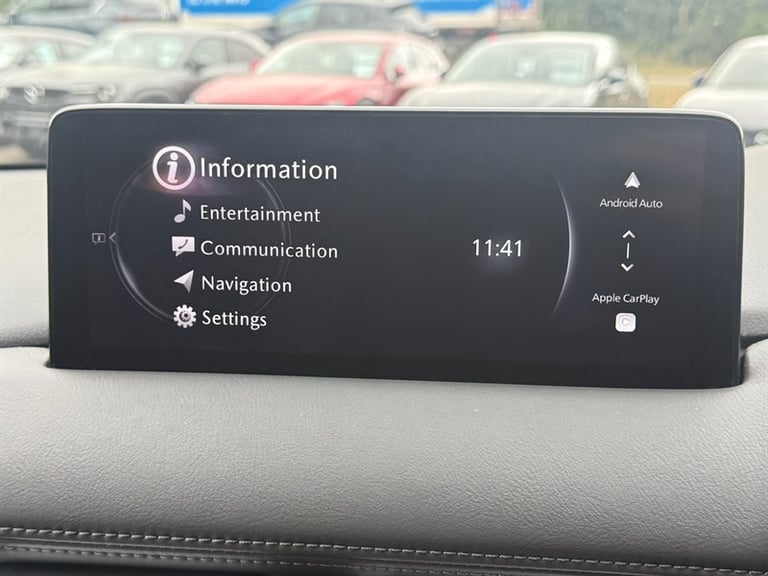 Information
Entertainment
Communication
Navigation
Settings
11:41
Android Auto
Apple CarPlay